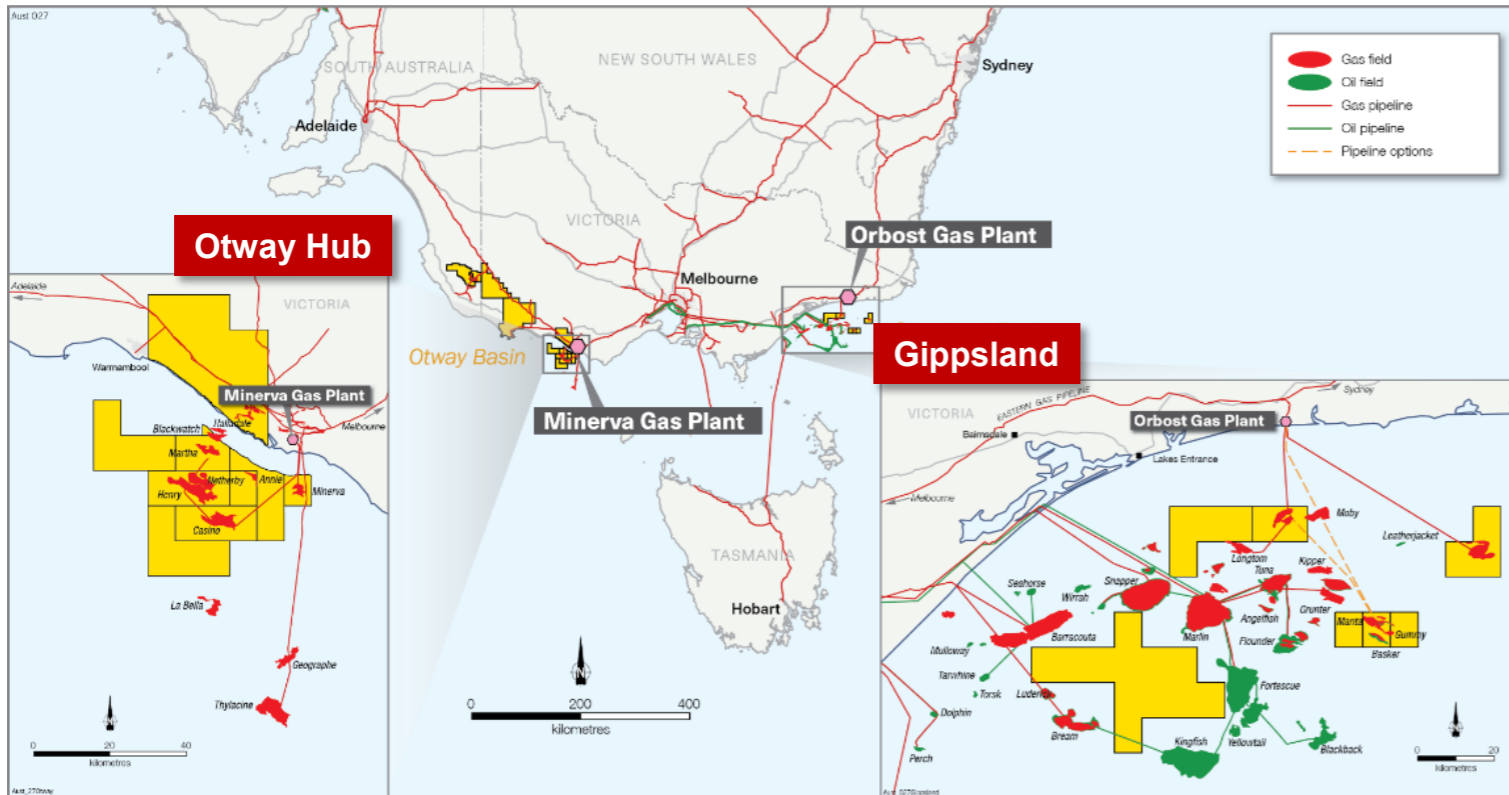 Aust 027
SOUTH AUSTRALIA
NEW SOUTH WALES
Sydney
Adelaide
VICTORIA
Orbost Gas Plant
Melbourne
Otway Basin
Minerva Gas Plant
TASMANIA
Hobart
N
0 200 400
kilometres
Gas field
Oil field
Gas pipeline
Oil pipeline
Pipeline options
Otway Hub
Adelaide
VICTORIA
Warrnambool
Minerva Gas Plant
Melbourne
Blackwatch
Halladale
Martha
Netherby
Annie
Henry
Minerva
Casino
La Bella
Geographe
Thylacine
N
0 20 40
kilometres
Aust_27Otway
Gippsland
Sydney
VICTORIA
EASTERN GAS PIPELINE
Orbost Gas Plant
Bairnsdale
Lakes Entrance
Melbourne
Moby
Leatherjacket
Longtom
Tuna
Kipper
Snapper
Seahorse
Wirrah
Grunter
Angelfish
Manta
Gummy
Marlin
Flounder
Barracouta
Basker
Mulloway
Tarwhine
Torsk
Luderick
Fortescue
Dolphin
Bream
Yellowtail
Blackback
Kingfish
Perch
N
0 20
kilometres